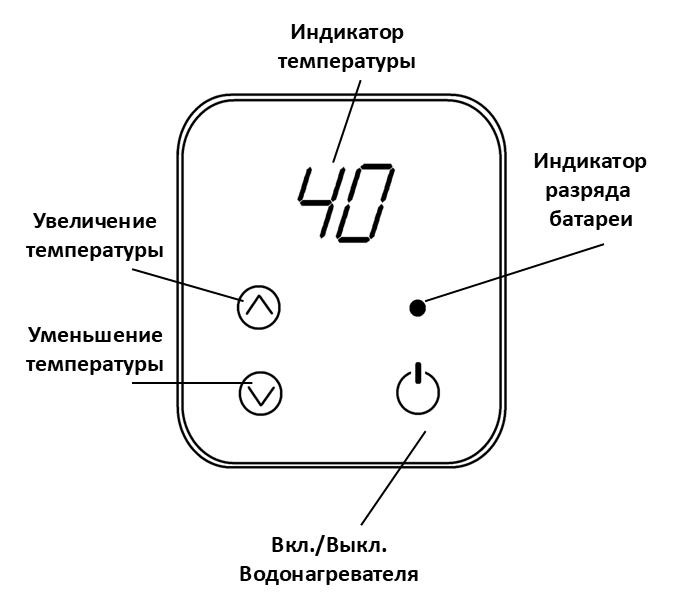 Индикатор
температуры
40
Индикатор
разряда
батареи
Увеличение
температуры
Уменьшение
температуры
Вкл./Выкл.
Водонагревателя